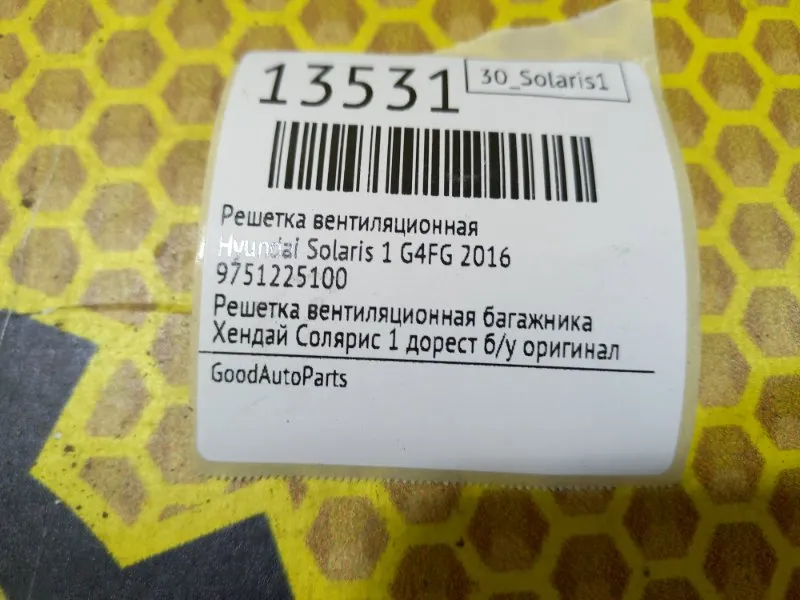 13531
30_Solaris1
Решетка вентиляционная
Hyundai Solaris 1 G4FG 2016
9751225100
Решетка вентиляционная багажника
Хендай Солярис 1 дорест б/у оригинал
GoodAutoParts